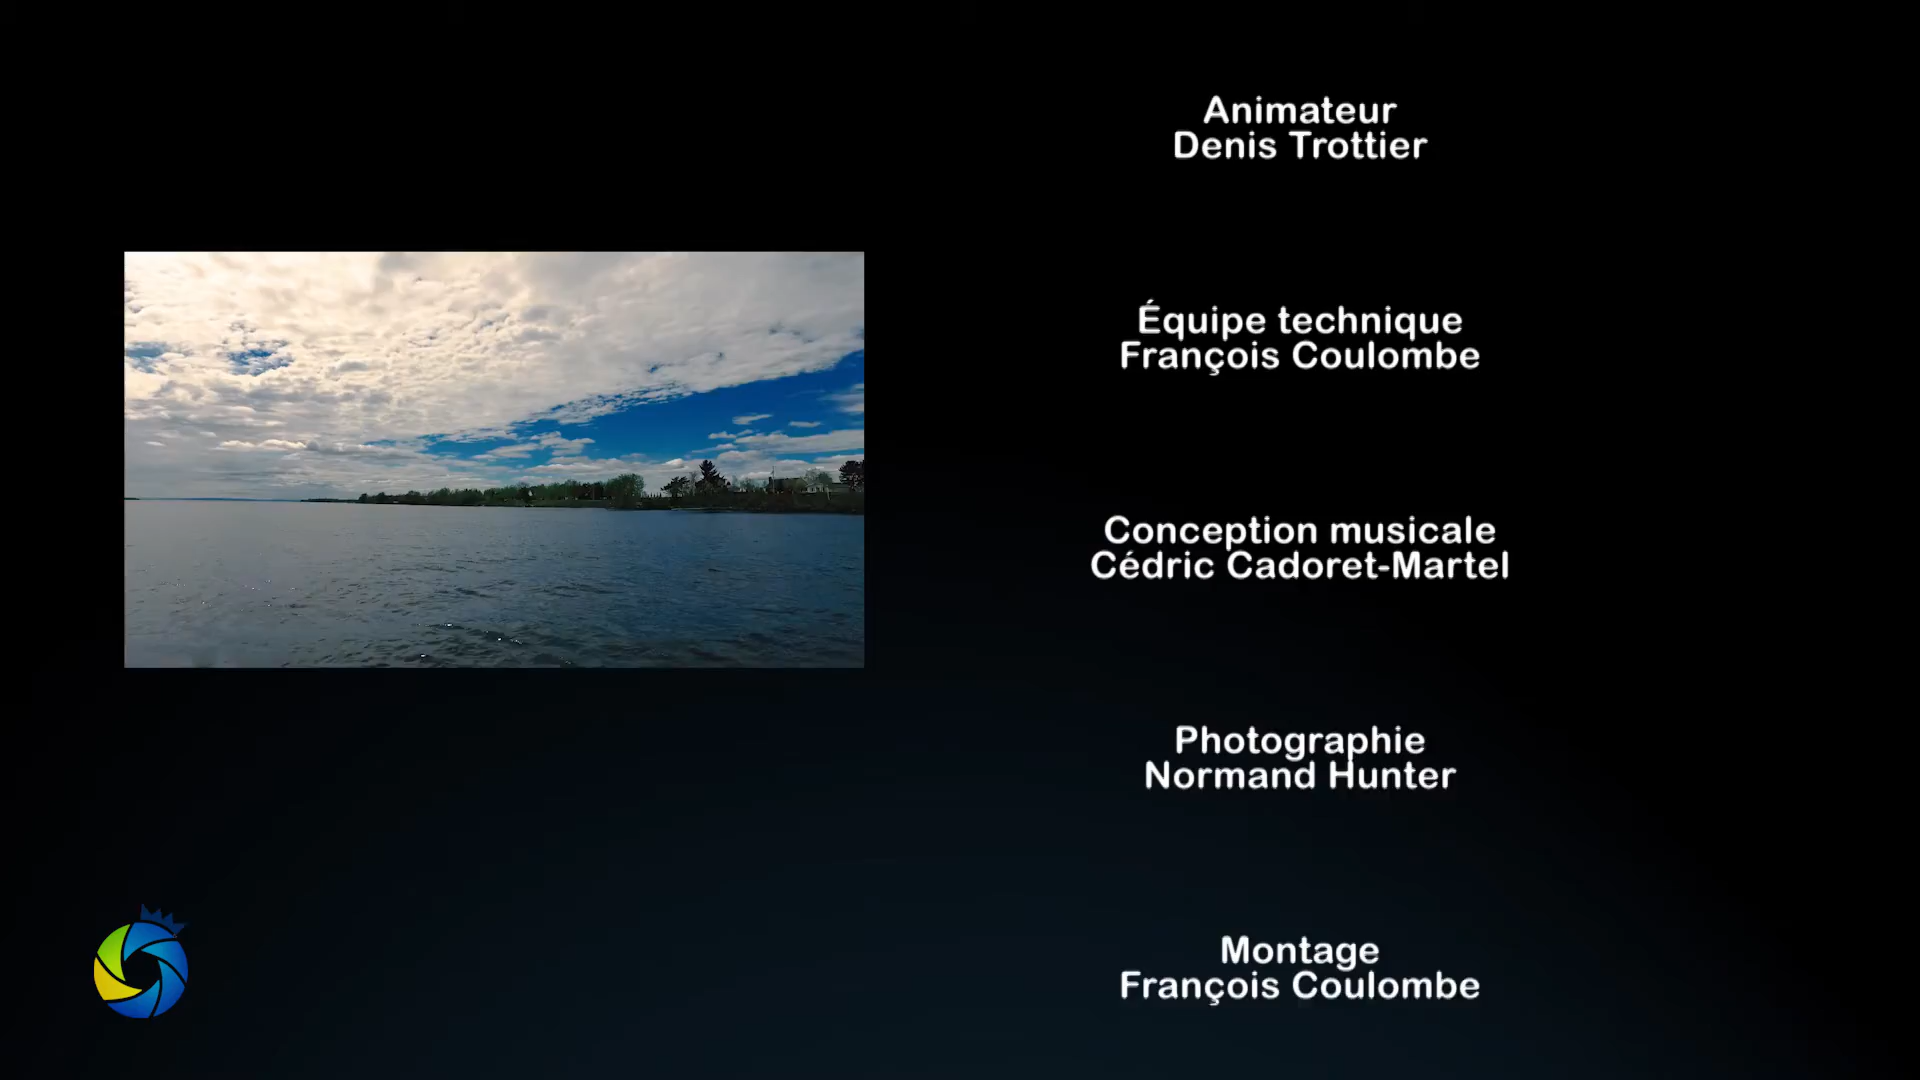 Animateur
Denis Trottier
Équipe technique
François Coulombe
Conception musicale
Cédric Cadoret-Martel
Photographie
Normand Hunter
Montage
François Coulombe